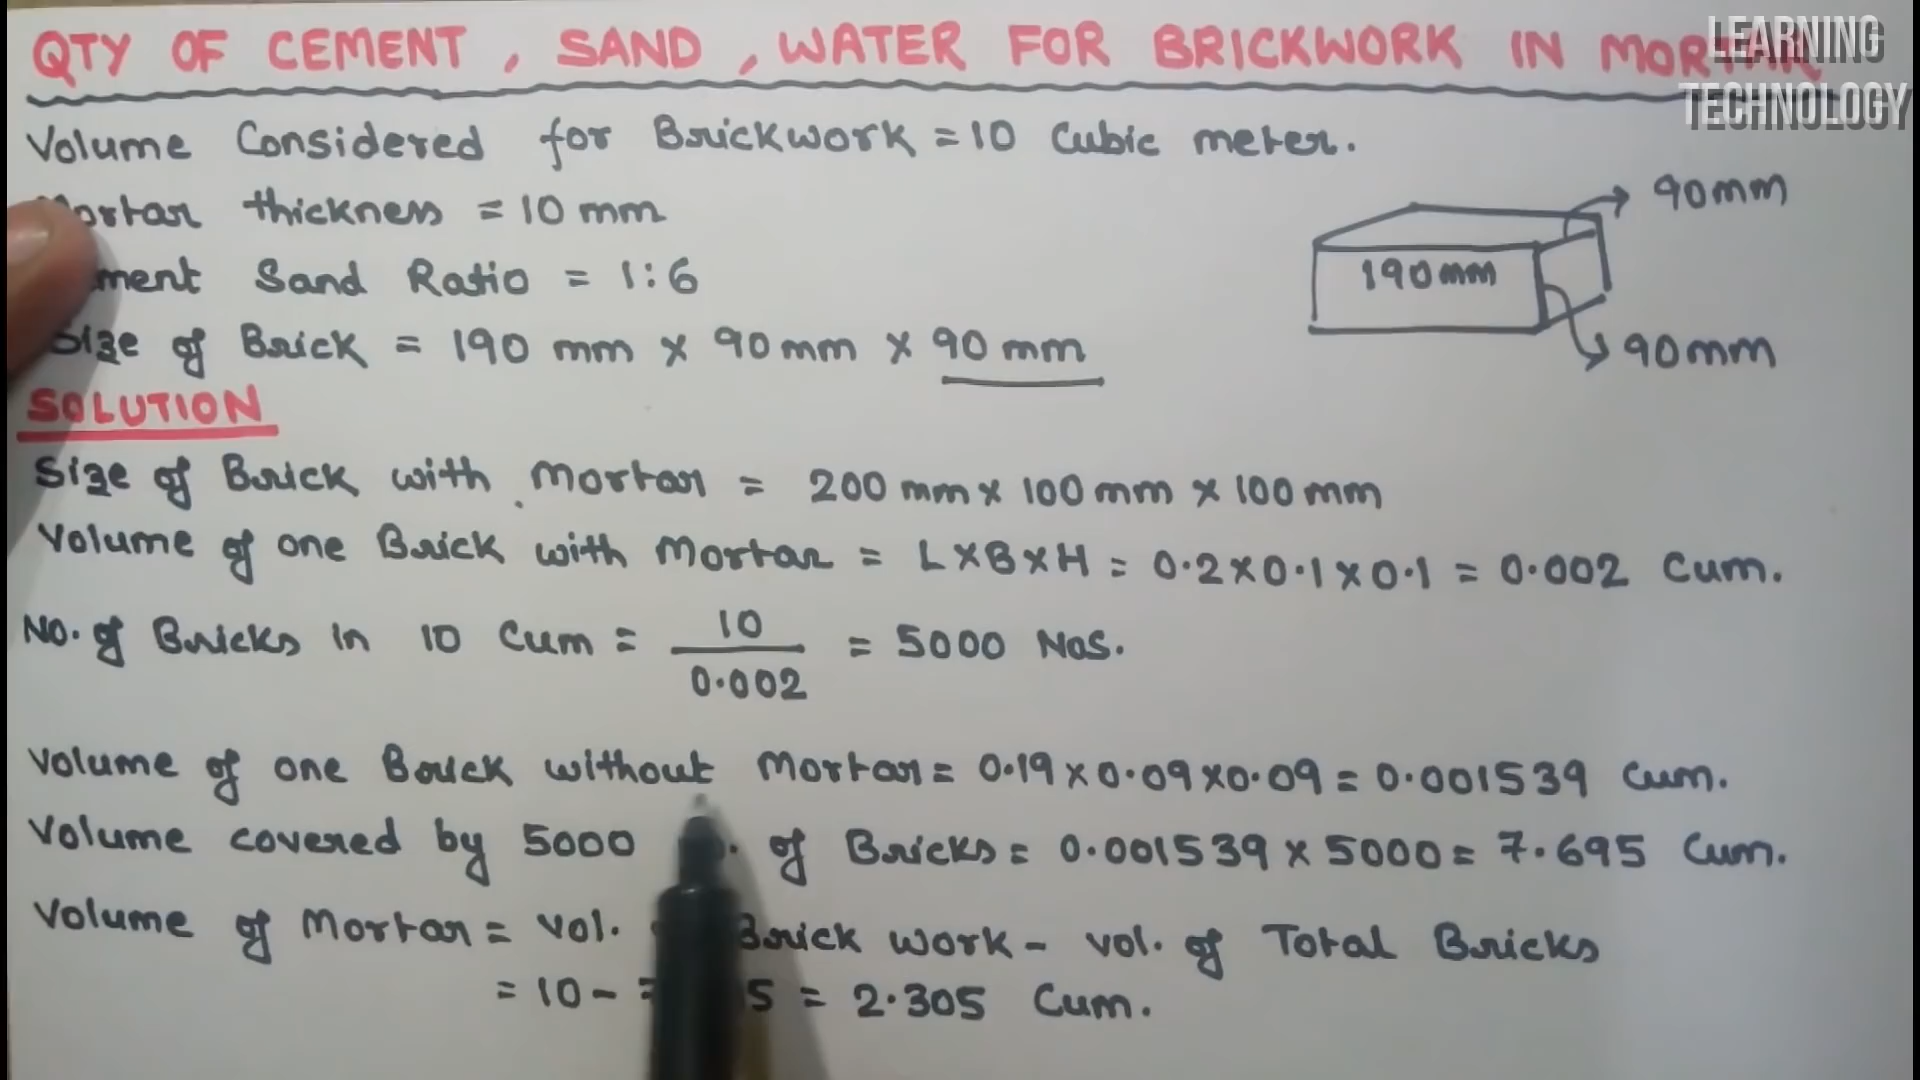 QTY OF CEMENT, SAND, WATER FOR BRICKWORK IN MORTAR
LEARNING
TECHNOLOGY
Volume Considered for Brickwork = 10 Cubic meter.
Mortar thickness = 10 mm
ment Sand Ratio = 1:6
Size of Brick = 190 mm x 90 mm x 90 mm
90mm
190mm
90mm
SOLUTION
Size of Brick with Mortar = 200 mm x 100 mm x 100 mm
Volume of one Brick with Mortar = L x B x H = 0.2 x 0.1 x 0.1 = 0.002 Cum.
No. of Bricks in 10 Cum = 10 / 0.002 = 5000 Nos.
Volume of one Brick without Mortar = 0.19 x 0.09 x 0.09 = 0.001539 Cum.
Volume covered by 5000 of Bricks = 0.001539 x 5000 = 7.695 Cum.
Volume of Mortar = Vol. Brick work - Vol. of Total Bricks
= 10 - 5 = 2.305 Cum.